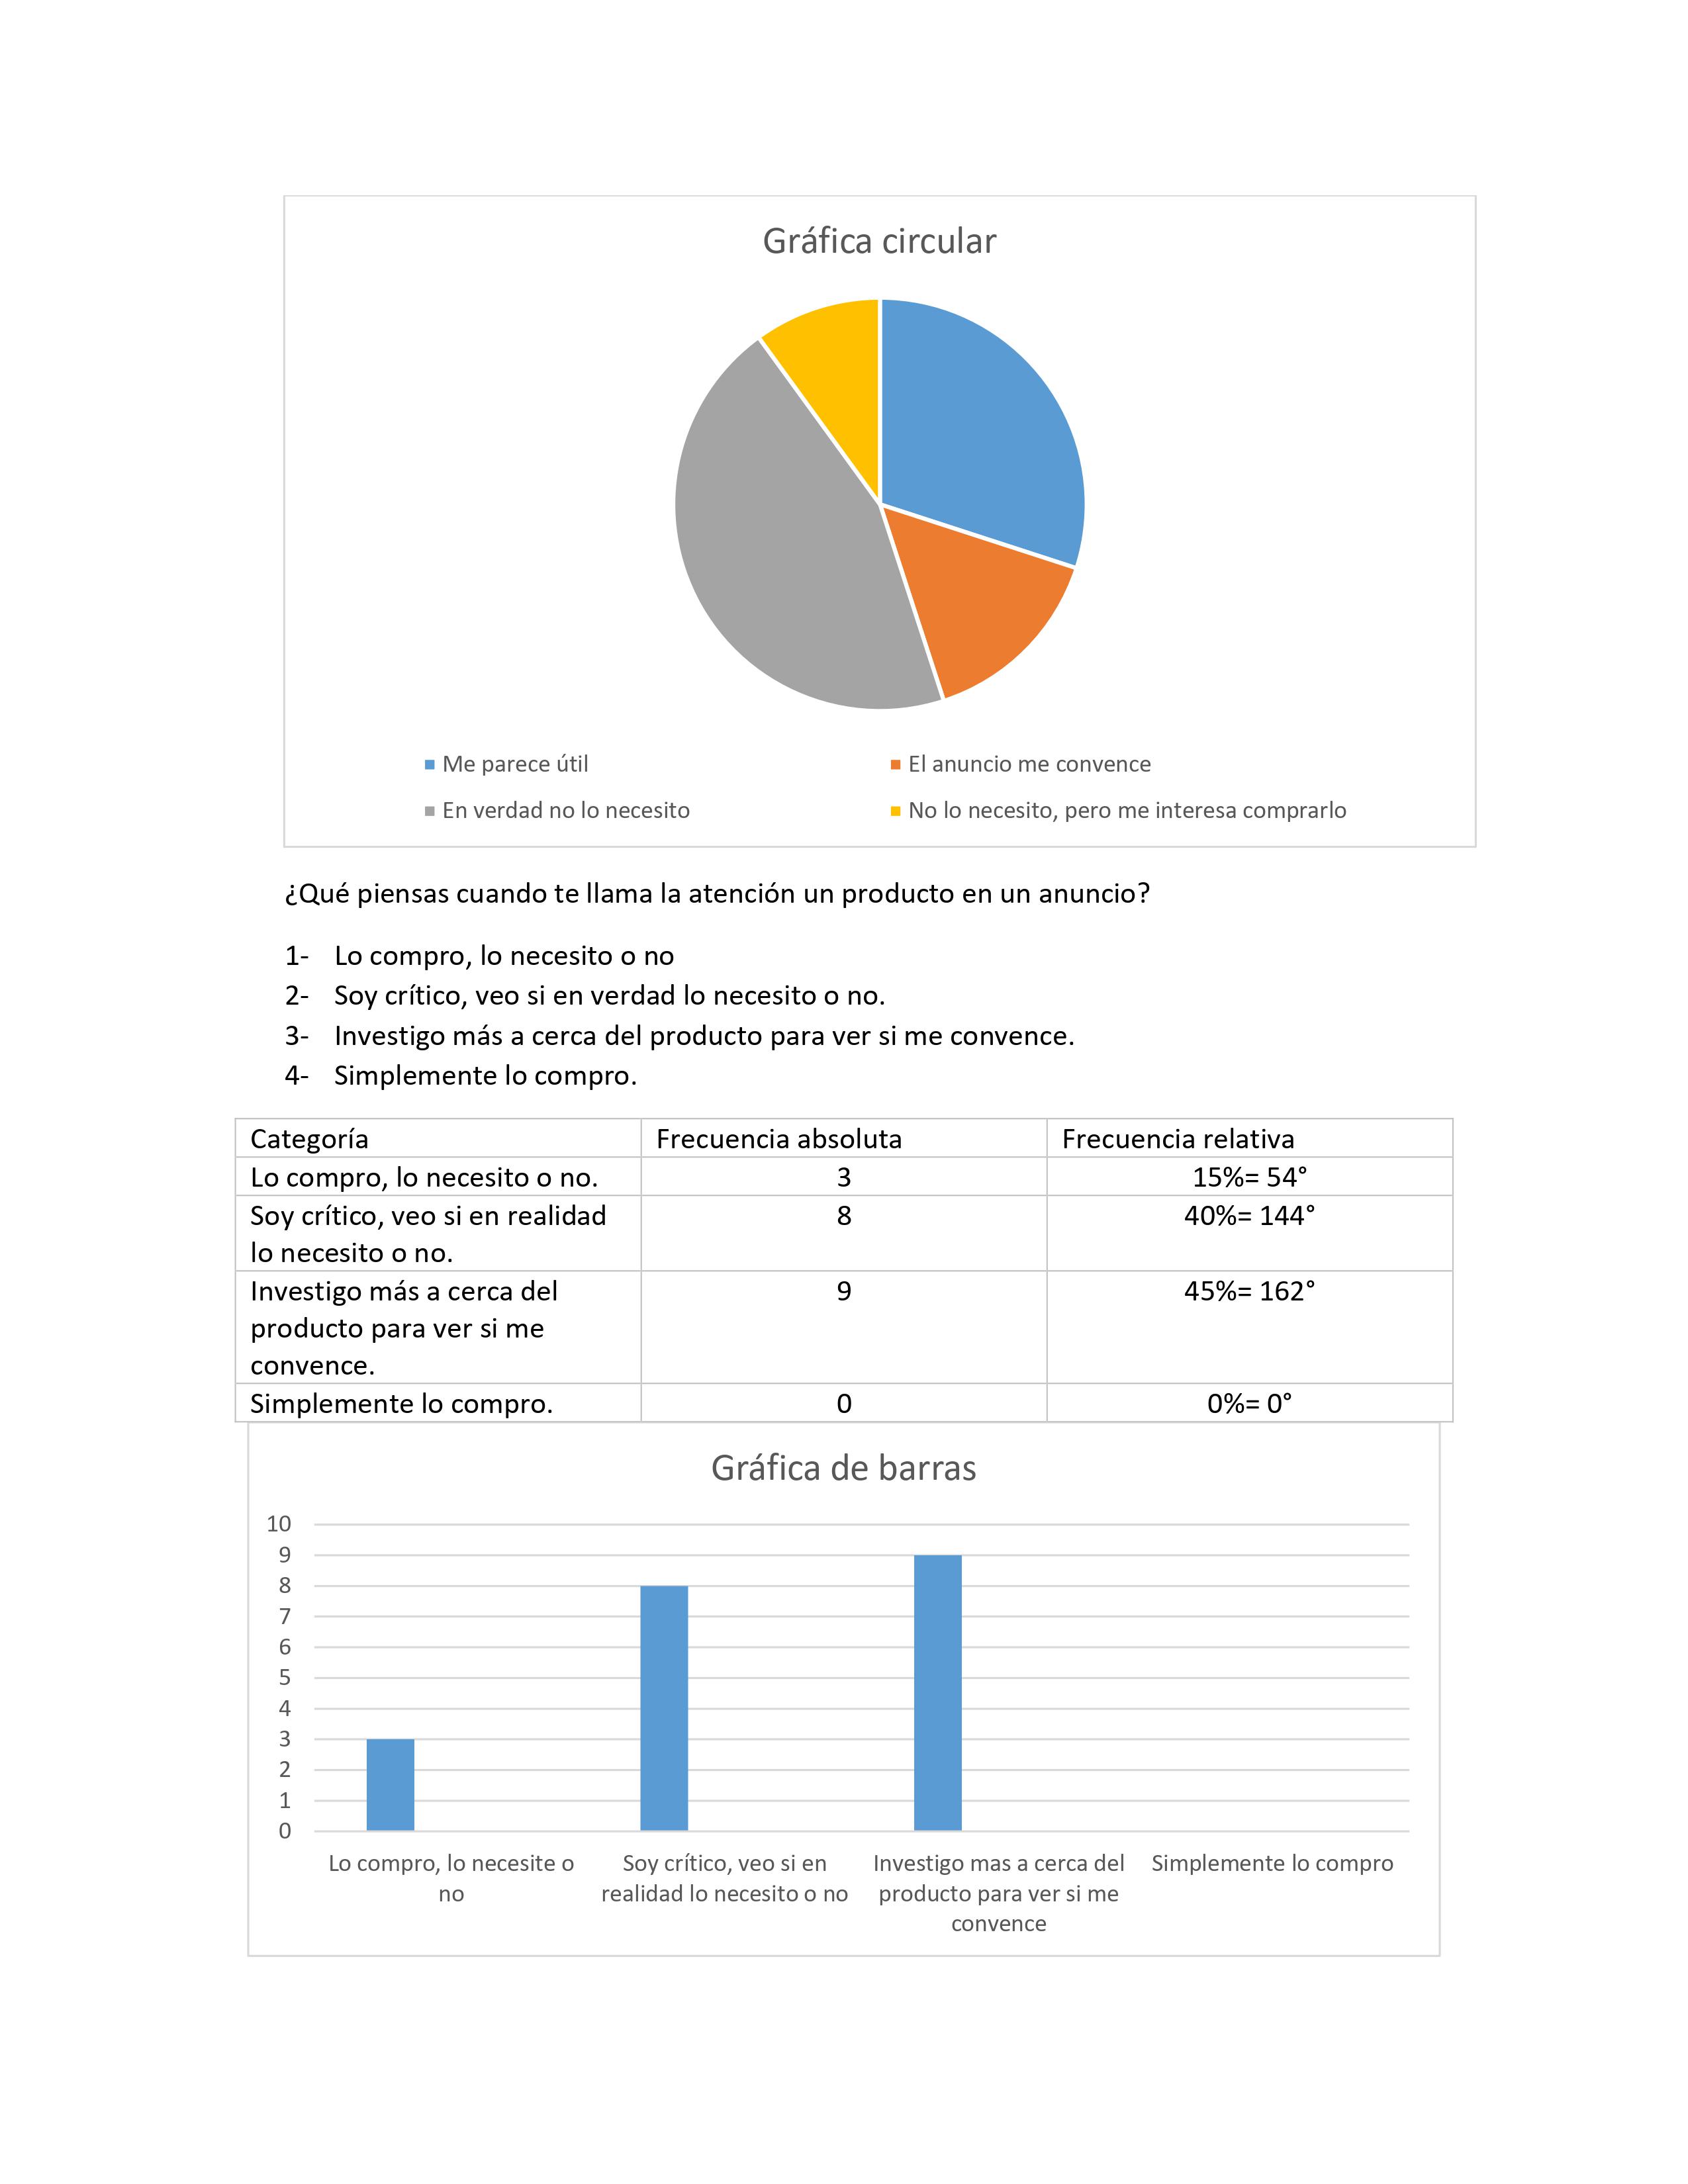 Gráfica circular
Me parece útil
El anuncio me convence
En verdad no lo necesito
No lo necesito, pero me interesa comprarlo
¿Qué piensas cuando te llama la atención un producto en un anuncio?
1- Lo compro, lo necesito o no
2- Soy crítico, veo si en verdad lo necesito o no.
3- Investigo más a cerca del producto para ver si me convence.
4- Simplemente lo compro.
Categoría
Frecuencia absoluta
Frecuencia relativa
Lo compro, lo necesito o no.
3
15%= 54°
Soy crítico, veo si en realidad
lo necesito o no.
8
40%= 144°
Investigo más a cerca del
producto para ver si me
convence.
9
45%= 162°
Simplemente lo compro.
0
0%= 0°
Gráfica de barras
10
9
8
7
6
5
4
3
2
1
0
Lo compro, lo necesite o
no
Soy crítico, veo si en
realidad lo necesito o no
Investigo mas a cerca del
producto para ver si me
convence
Simplemente lo compro